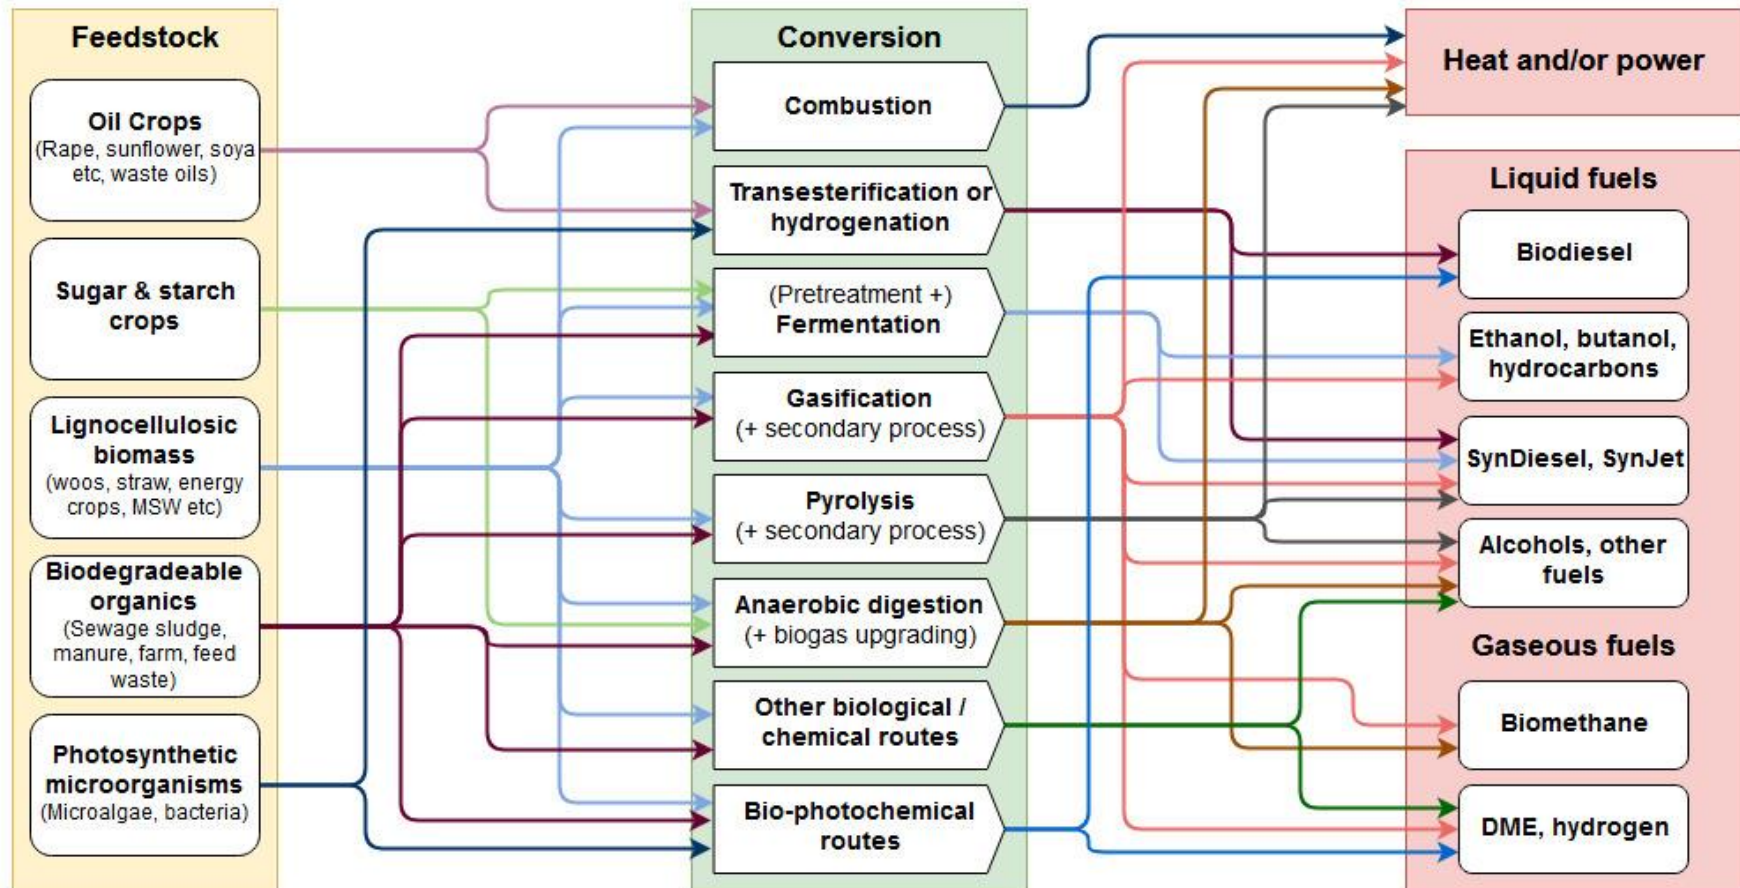 Feedstock
Oil Crops
(Rape, sunflower, soya
etc, waste oils)
Sugar & starch
crops
Lignocellulosic
biomass
(woos, straw, energy
crops, MSW etc)
Biodegradeable
organics
(Sewage sludge,
manure, farm, feed
waste)
Photosynthetic
microorganisms
(Microalgae, bacteria)
Conversion
Combustion
Transesterification or
hydrogenation
(Pretreatment +)
Fermentation
Gasification
(+ secondary process)
Pyrolysis
(+ secondary process)
Anaerobic digestion
(+ biogas upgrading)
Other biological /
chemical routes
Bio-photochemical
routes
Heat and/or power
Liquid fuels
Biodiesel
Ethanol, butanol,
hydrocarbons
SynDiesel, SynJet
Alcohols, other
fuels
Gaseous fuels
Biomethane
DME, hydrogen